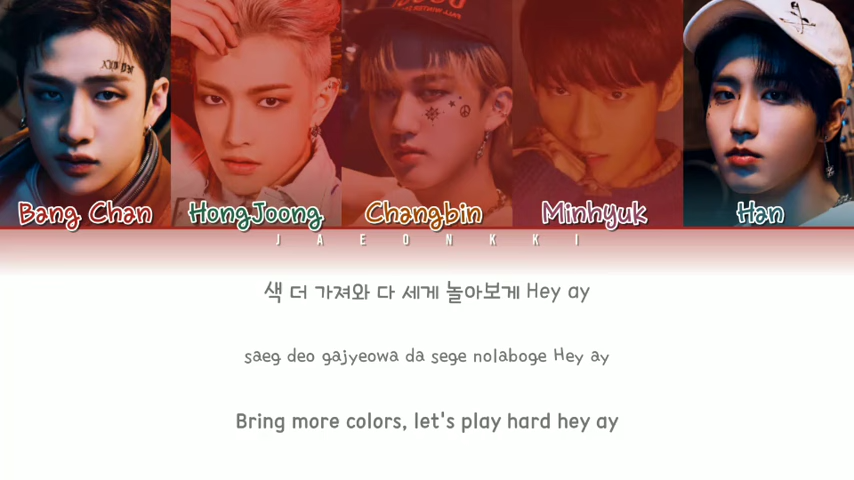 Bang Chan
HongJoong
Changbin
Minhyuk
Han
JAEONKKI
색 더 가져와 다 세게 놀아보게 Hey ay
saeg deo gajyeowa da sege nolaboge Hey ay
Bring more colors, let's play hard hey ay